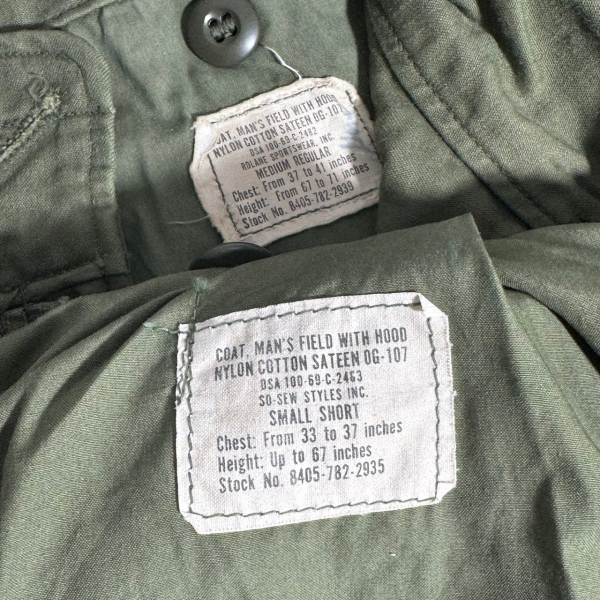 COAT, MAN'S FIELD WITH HOOD
NYLON COTTON SATEEN OG-107
DSA 100-69-C-2482
ROLANE SPORTSWEAR, INC.
MEDIUM REGULAR
Chest: From 37 to 41 inches
Height: From 67 to 71 inches
Stock No. 8405-782-2939
COAT, MAN'S FIELD WITH HOOD
NYLON COTTON SATEEN OG-107
DSA 100-69-C-2453
SO-SEW STYLES INC.
SMALL SHORT
Chest: From 33 to 37 inches
Height: Up to 67 inches
Stock No. 8405-782-2935